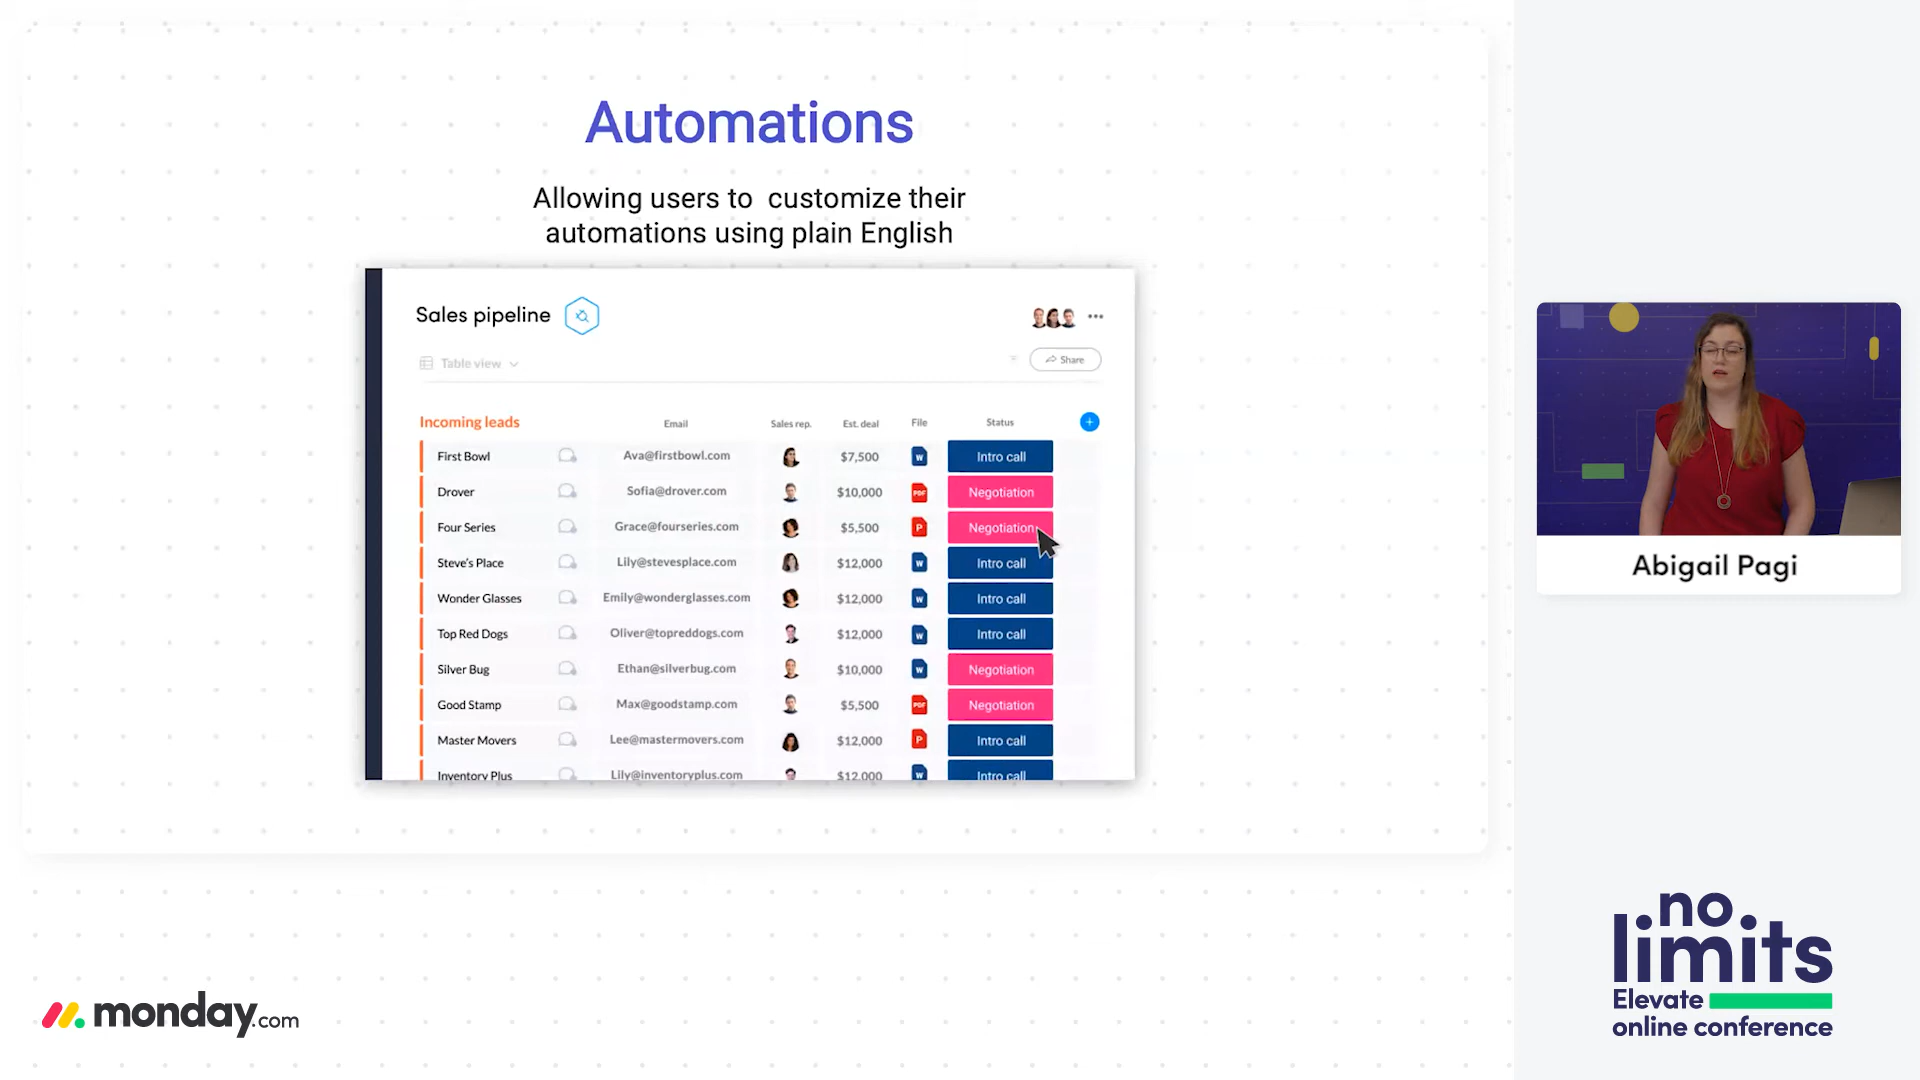 Automations
Allowing users to customize their
automations using plain English
Sales pipeline
Table view
Share
Incoming leads Email Sales rep. Est. deal File Status
First Bowl Ava@firstbowl.com $7,500 W Intro call
Drover Sofia@drover.com $10,000 PDF Negotiation
Four Series Grace@fourseries.com $5,500 P Negotiation
Steve's Place Lily@stevesplace.com $12,000 W Intro call
Wonder Glasses Emily@wonderglasses.com $12,000 W Intro call
Top Red Dogs Oliver@topreddogs.com $12,000 W Intro call
Silver Bug Ethan@silverbug.com $10,000 W Negotiation
Good Stamp Max@goodstamp.com $5,500 PDF Negotiation
Master Movers Lee@mastermovers.com $12,000 P Intro call
Inventory Plus Lily@inventoryplus.com $12,000 W Intro call
Abigail Pagi
monday.com
no
limits
Elevate
online conference